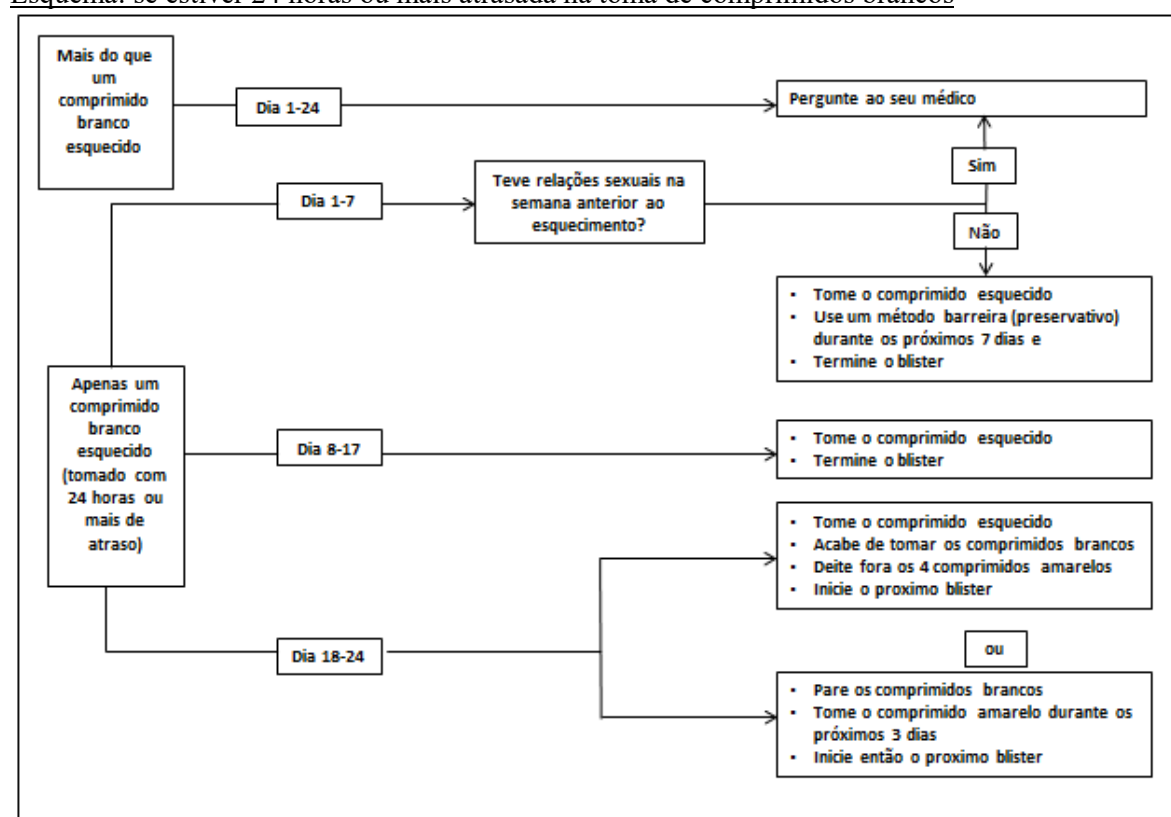 Esquema: se estiver 24 horas ou mais atrasada na toma de comprimidos brancos
Mais do que
um
comprimido
branco
esquecido
Dia 1-24
Pergunte ao seu médico
Sim
Dia 1-7
Teve relações sexuais na
semana anterior ao
esquecimento?
Não
• Tome o comprimido esquecido
• Use um método barreira (preservativo)
durante os próximos 7 dias e
• Termine o blister
Apenas um
comprimido
branco
esquecido
(tomado com
24 horas ou
mais de
atraso)
Dia 8-17
• Tome o comprimido esquecido
• Termine o blister
• Tome o comprimido esquecido
• Acabe de tomar os comprimidos brancos
• Deite fora os 4 comprimidos amarelos
• Inicie o proximo blister
Dia 18-24
ou
• Pare os comprimidos brancos
• Tome o comprimido amarelo durante os
próximos 3 dias
• Inicie então o proximo blister